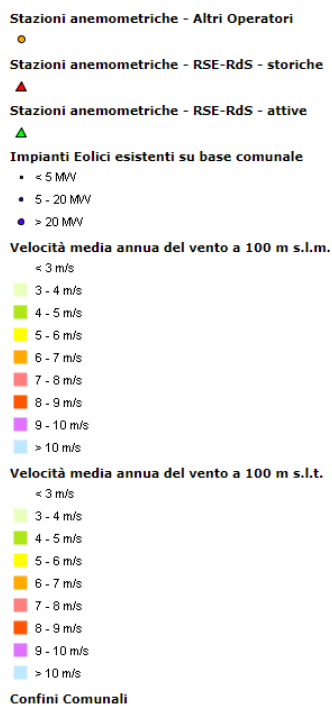 Stazioni anemometriche - Altri Operatori
Stazioni anemometriche - RSE-RdS - storiche
Stazioni anemometriche - RSE-RdS - attive
Impianti Eolici esistenti su base comunale
< 5 MW
5 - 20 MW
> 20 MW
Velocità media annua del vento a 100 m s.l.m.
< 3 m/s
3 - 4 m/s
4 - 5 m/s
5 - 6 m/s
6 - 7 m/s
7 - 8 m/s
8 - 9 m/s
9 - 10 m/s
> 10 m/s
Velocità media annua del vento a 100 m s.l.t.
< 3 m/s
3 - 4 m/s
4 - 5 m/s
5 - 6 m/s
6 - 7 m/s
7 - 8 m/s
8 - 9 m/s
9 - 10 m/s
> 10 m/s
Confini Comunali